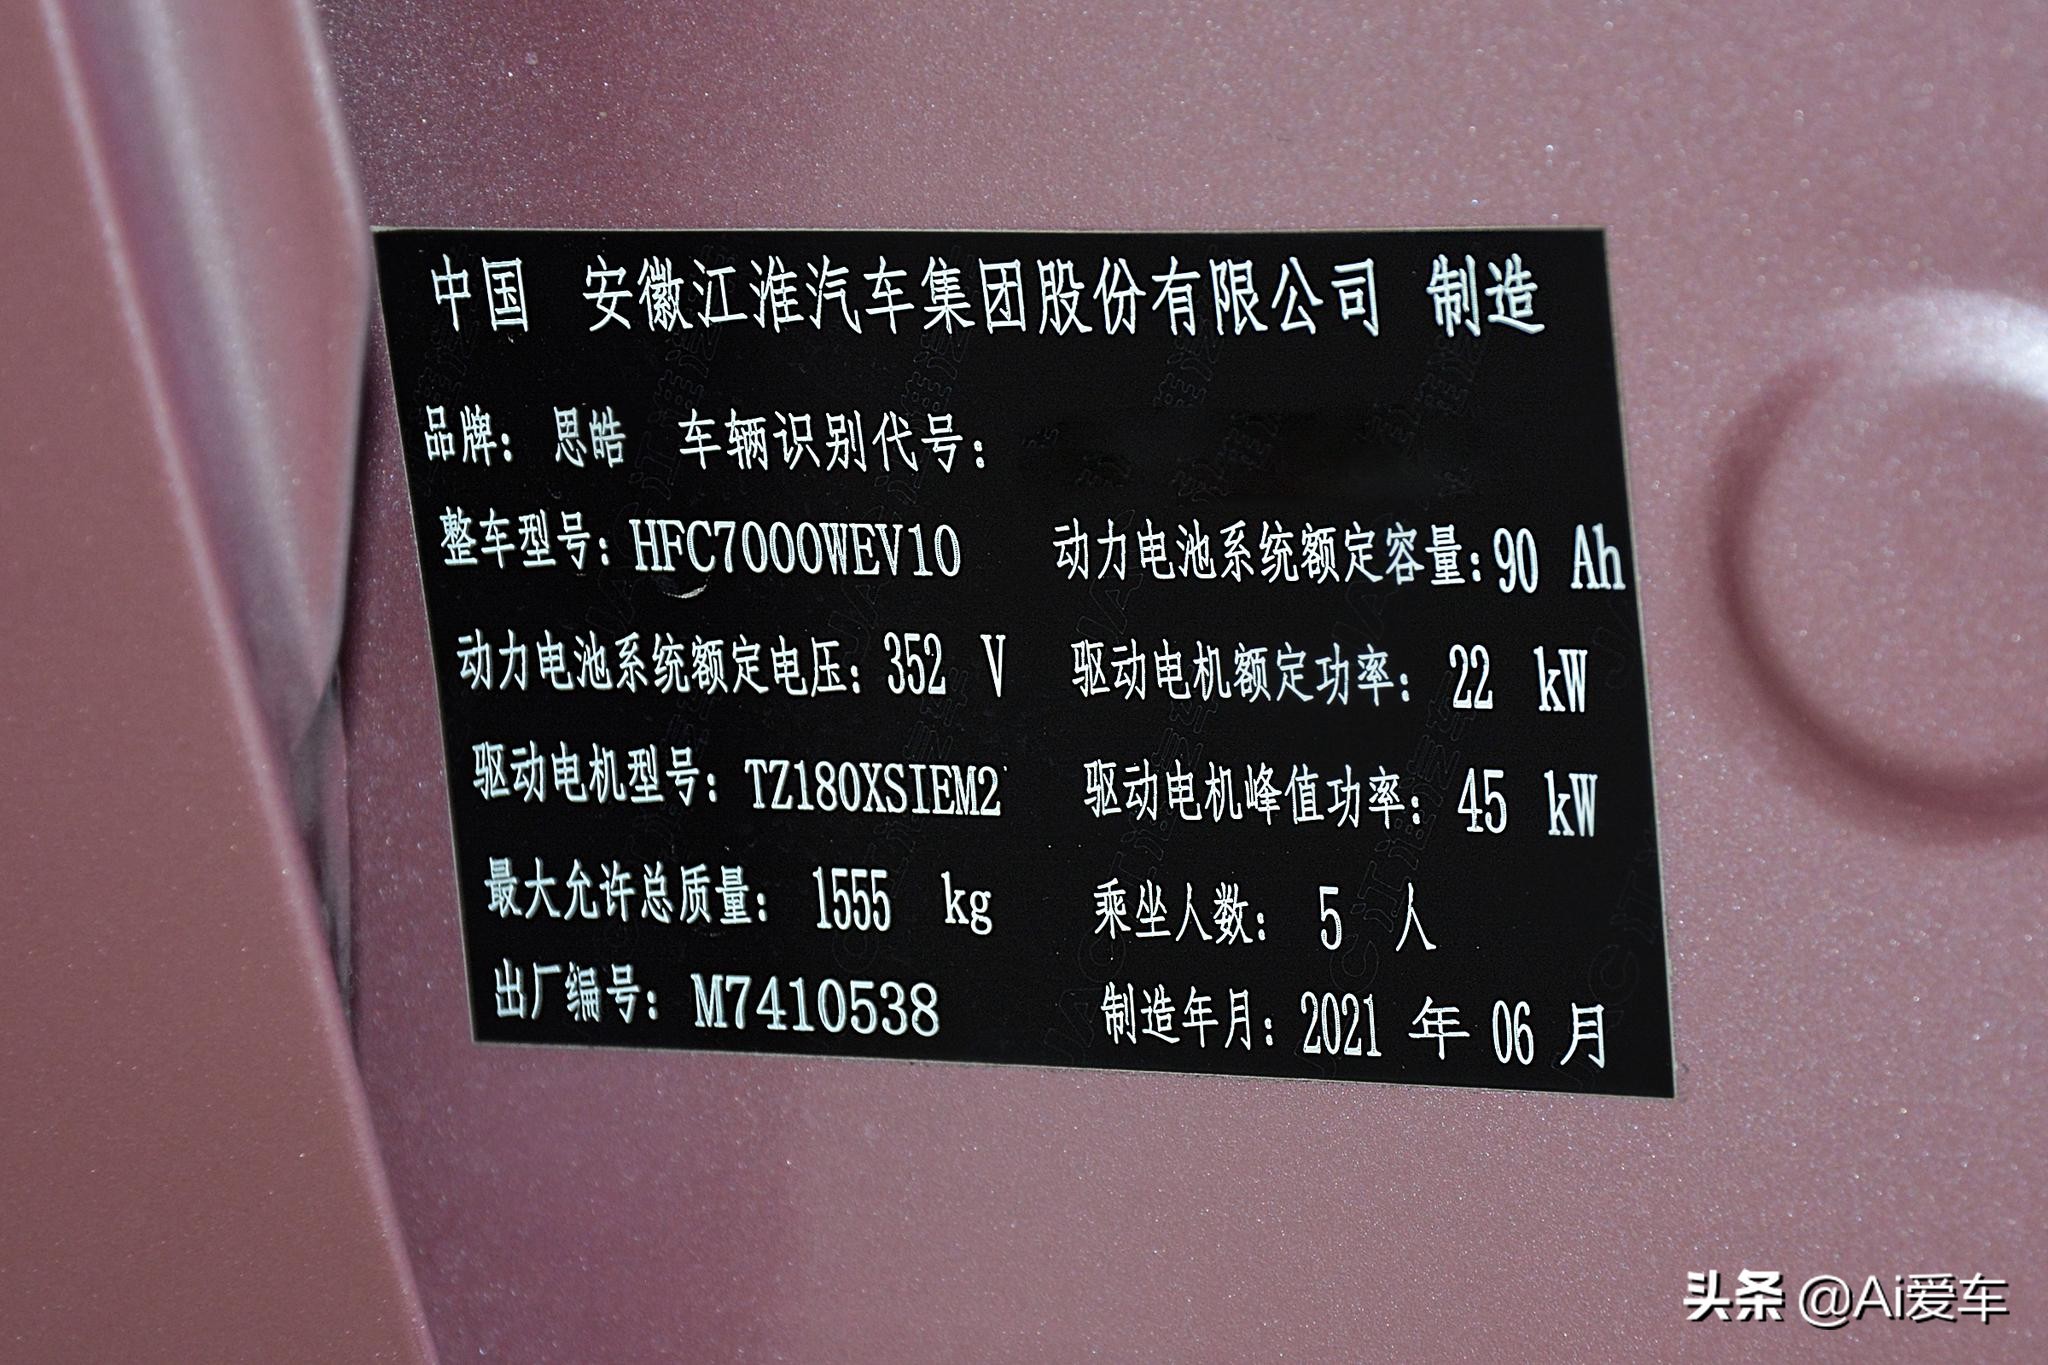 中国 安徽江淮汽车集团股份有限公司 制造
品牌：思皓 车辆识别代号：
整车型号：HFC7000WEV10 动力电池系统额定容量：90 Ah
动力电池系统额定电压：352 V 驱动电机额定功率：22 kW
驱动电机型号：TZ180XSIEM2 驱动电机峰值功率：45 kW
最大允许总质量：1555 kg 乘坐人数：5 人
出厂编号：M7410538 制造年月：2021 年 06 月
头条 @Ai爱车